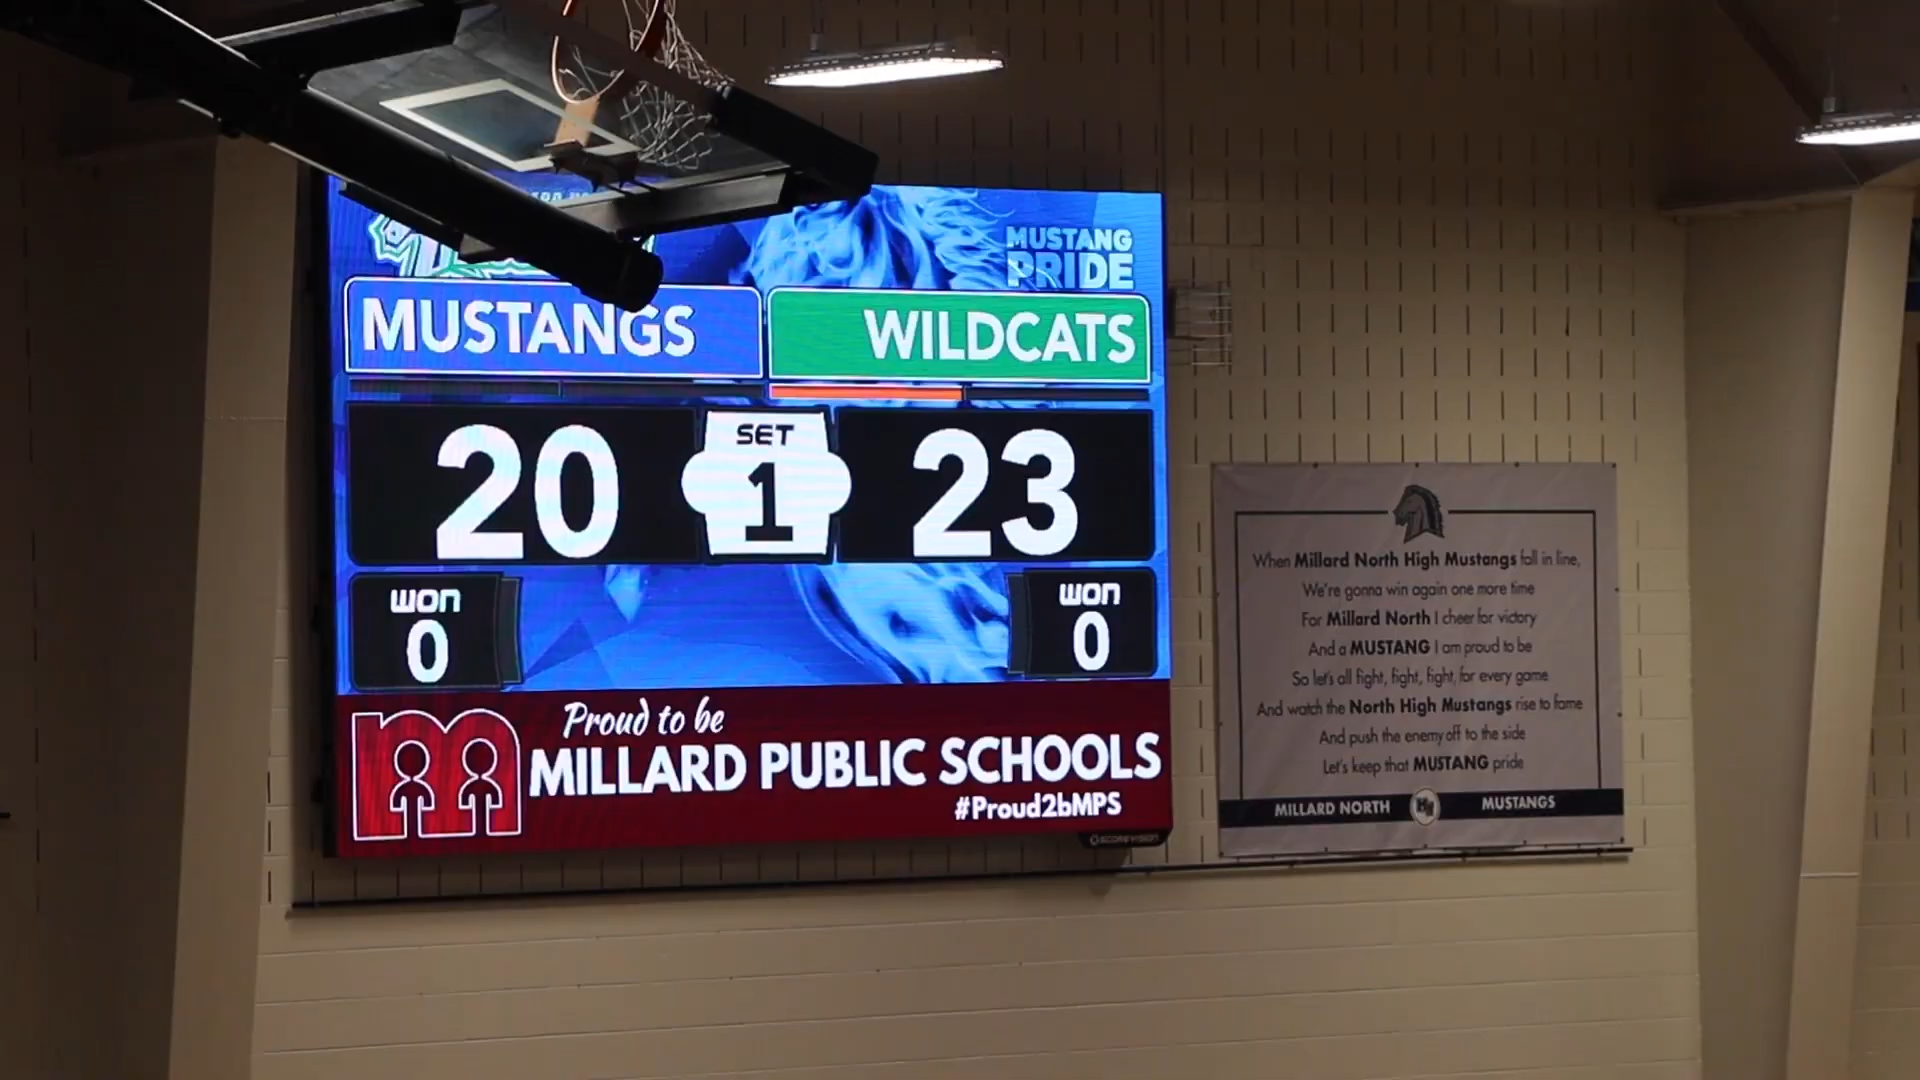 MUSTANG
PRIDE
MUSTANGS
WILDCATS
20
SET
1
23
WON
0
WON
0
Proud to be
MILLARD PUBLIC SCHOOLS
#Proud2bMPS
SCOREVISION
When Millard North High Mustangs fall in line,
We're gonna win again one more time
For Millard North I cheer for victory
And a MUSTANG I am proud to be
So let's all fight, fight, fight, for every game
And watch the North High Mustangs rise to fame
And push the enemy off to the side
Let's keep that MUSTANG pride
MILLARD NORTH
MUSTANGS